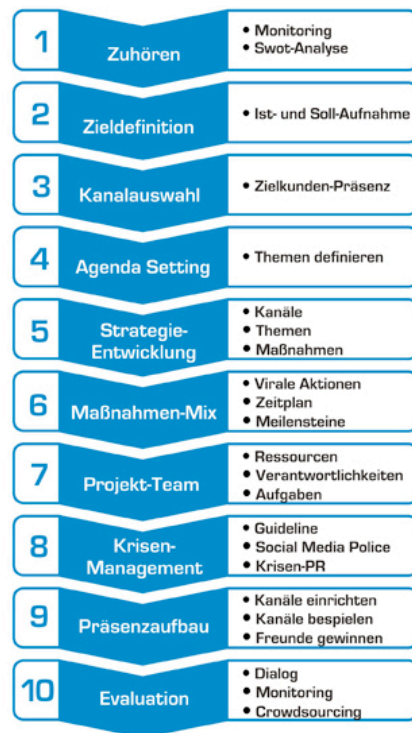 1
Zuhören
• Monitoring
• Swot-Analyse
2
Zieldefinition
• Ist- und Soll-Aufnahme
3
Kanalauswahl
• Zielkunden-Präsenz
4
Agenda Setting
• Themen definieren
5
Strategie-
Entwicklung
• Kanäle
• Themen
• Maßnahmen
6
Maßnahmen-Mix
• Virale Aktionen
• Zeitplan
• Meilensteine
7
Projekt-Team
• Ressourcen
• Verantwortlichkeiten
• Aufgaben
8
Krisen-
Management
• Guideline
• Social Media Police
• Krisen-PR
9
Präsenzaufbau
• Kanäle einrichten
• Kanäle bespielen
• Freunde gewinnen
10
Evaluation
• Dialog
• Monitoring
• Crowdsourcing